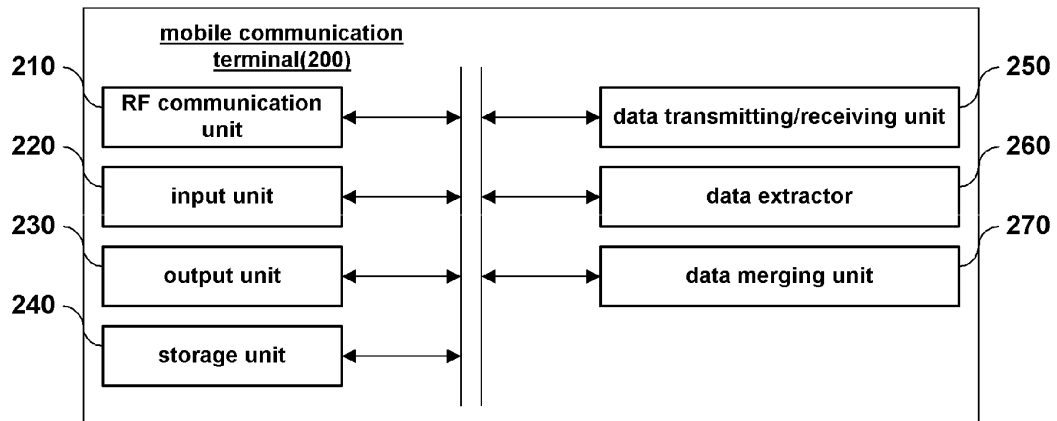 mobile communication
terminal(200)
210
RF communication
unit
220
input unit
230
output unit
240
storage unit
250
data transmitting/receiving unit
260
data extractor
270
data merging unit